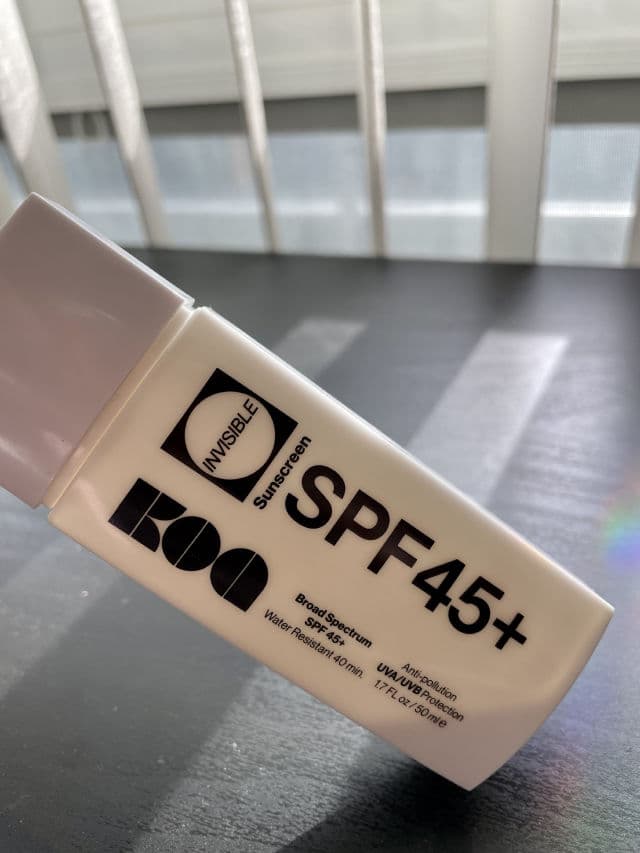 INVISIBLE
Sunscreen
SPF45+
KOA
Broad Spectrum
SPF 45+
Water Resistant 40 min.
Anti-pollution
UVA/UVB Protection
1.7 FL oz / 50 ml e